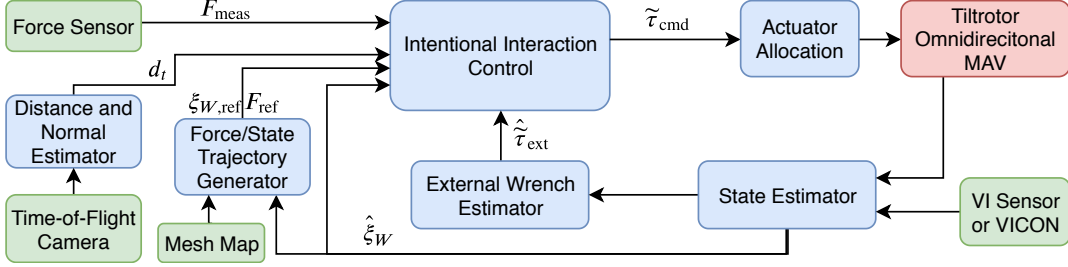 Force Sensor
F_meas
Intentional Interaction
Control
τ̃_cmd
Actuator
Allocation
Tiltrotor
Omnidirecitonal
MAV
d_t
Distance and
Normal
Estimator
ξ_W,ref F_ref
Force/State
Trajectory
Generator
τ̃̂_ext
External Wrench
Estimator
State Estimator
VI Sensor
or VICON
Time-of-Flight
Camera
Mesh Map
ξ̂_W